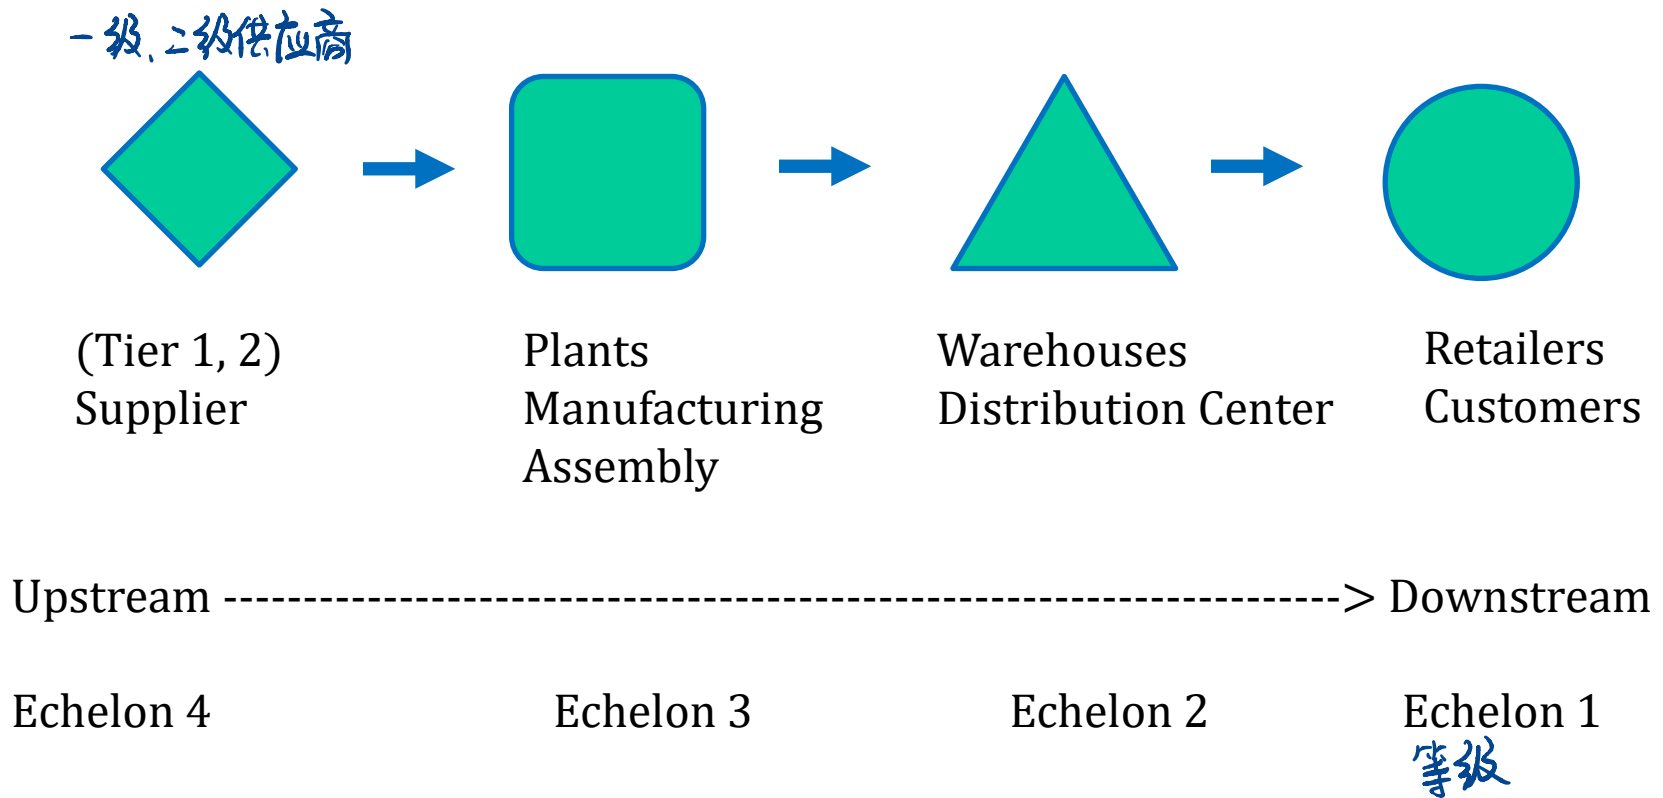 一级、二级供应商
(Tier 1, 2)
Supplier
Plants
Manufacturing
Assembly
Warehouses
Distribution Center
Retailers
Customers
Upstream ----------------------------------------------------------------------> Downstream
Echelon 4
Echelon 3
Echelon 2
Echelon 1
等级